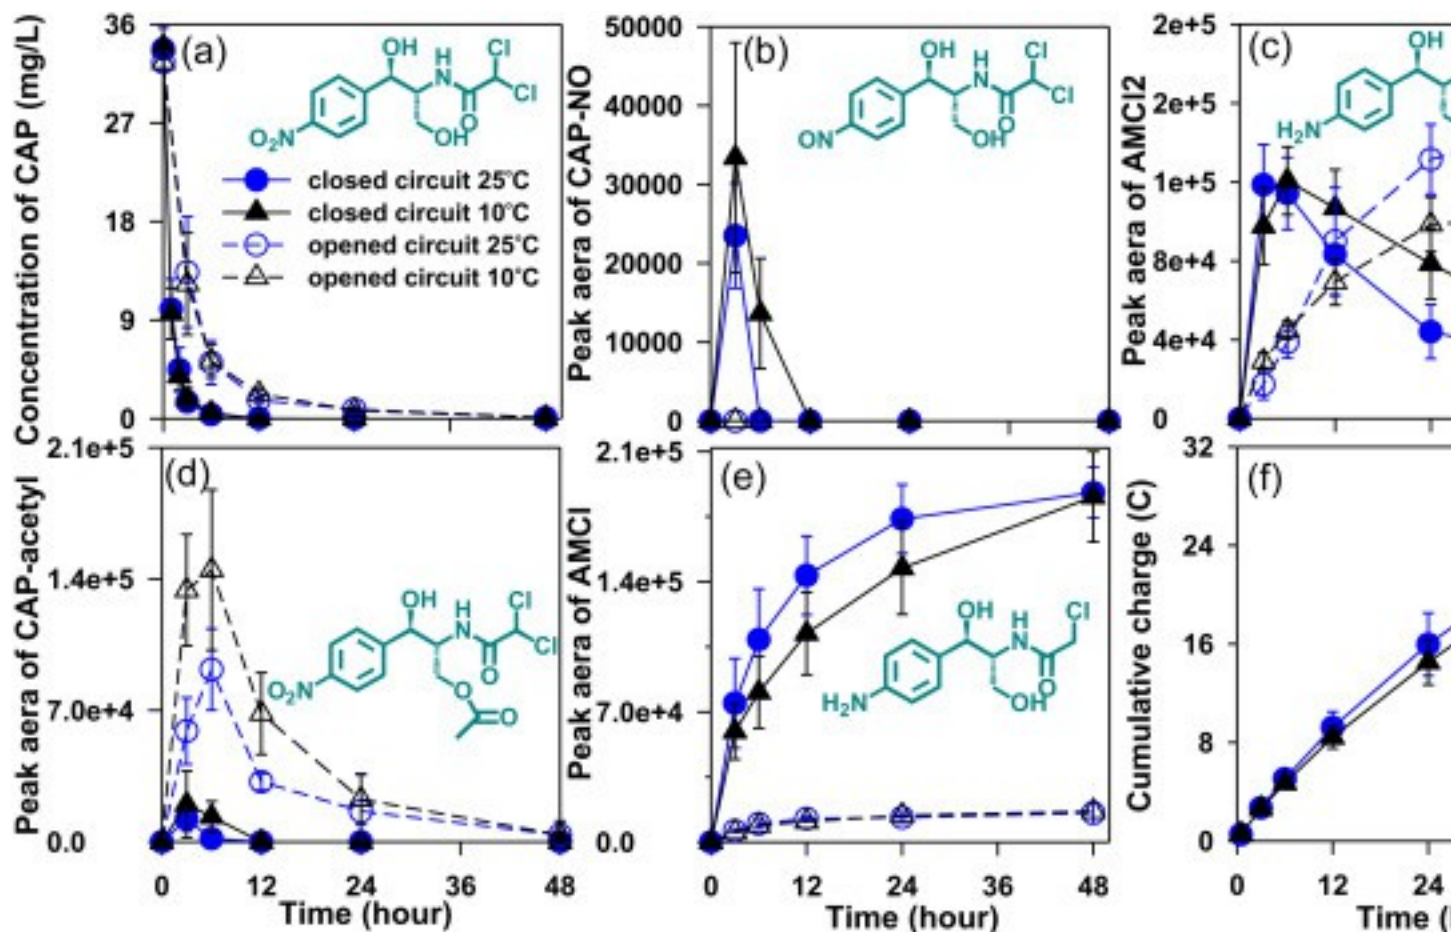 Concentration of CAP (mg/L)
36
27
18
9
0
(a)
OH
H
N
Cl
Cl
O
OH
O₂N
closed circuit 25°C
closed circuit 10°C
opened circuit 25°C
opened circuit 10°C
Peak aera of CAP-NO
50000
40000
30000
20000
10000
0
(b)
OH
H
N
Cl
Cl
O
OH
ON
Peak aera of AMCl2
2e+5
2e+5
1e+5
8e+4
4e+4
0
(c)
OH
H₂N
Peak aera of CAP-acetyl
2.1e+5
1.4e+5
7.0e+4
0.0
(d)
OH
H
N
Cl
Cl
O
O₂N
O
O
0 12 24 36 48
Time (hour)
Peak aera of AMCl
2.1e+5
1.4e+5
7.0e+4
0.0
(e)
OH
H
N
Cl
O
OH
H₂N
0 12 24 36 48
Time (hour)
Cumulative charge (C)
32
24
16
8
0
(f)
0 12 24
Time (